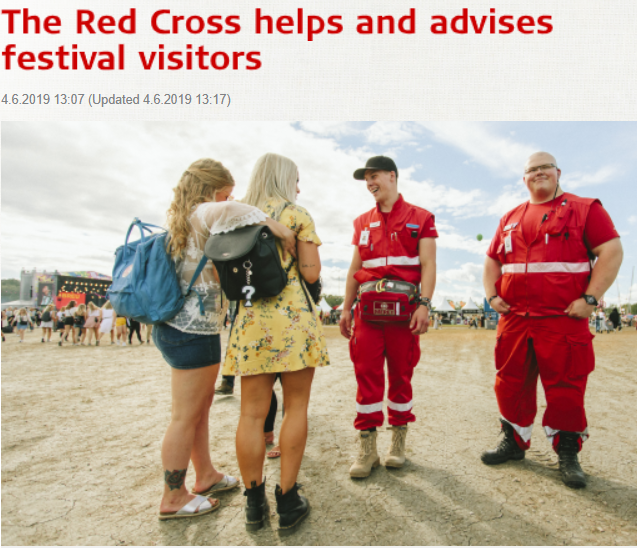 The Red Cross helps and advises
festival visitors
4.6.2019 13:07 (Updated 4.6.2019 13:17)
?